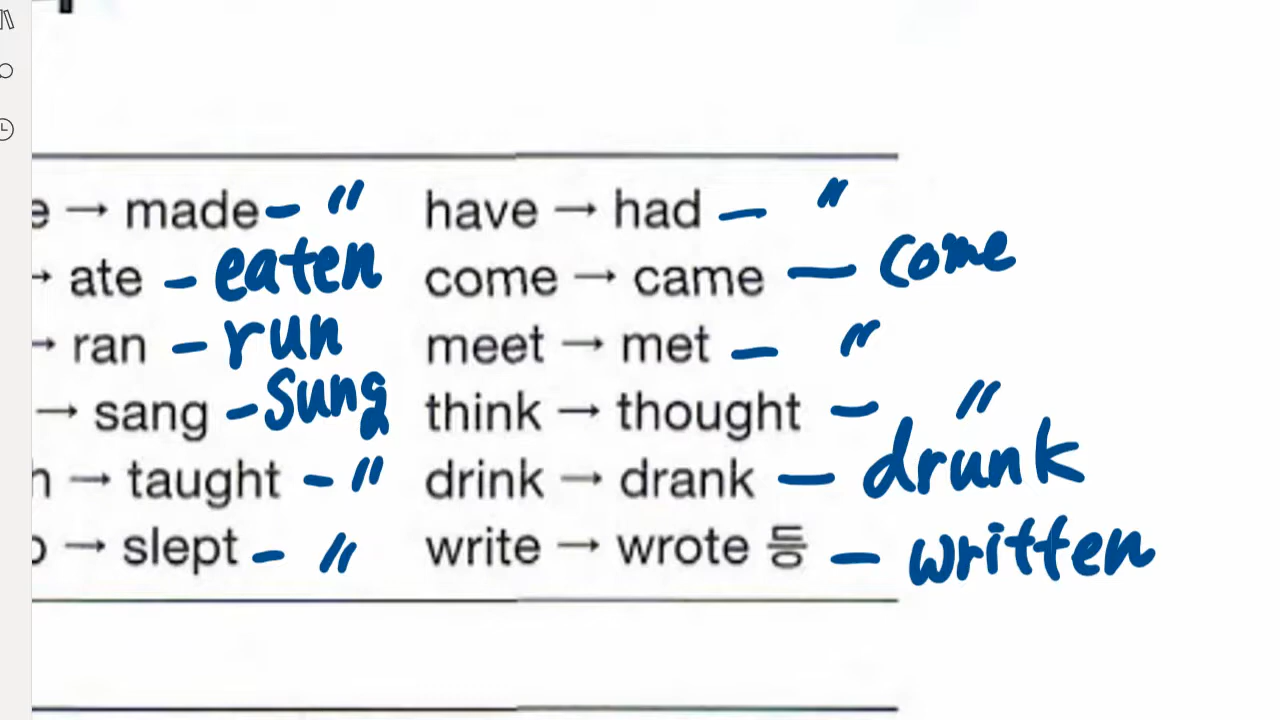 e → made - " have → had - "
→ ate - eaten come → came - come
→ ran - run meet → met - "
→ sang - sung think → thought - "
→ taught - " drink → drank - drunk
→ slept - " write → wrote 등 - written